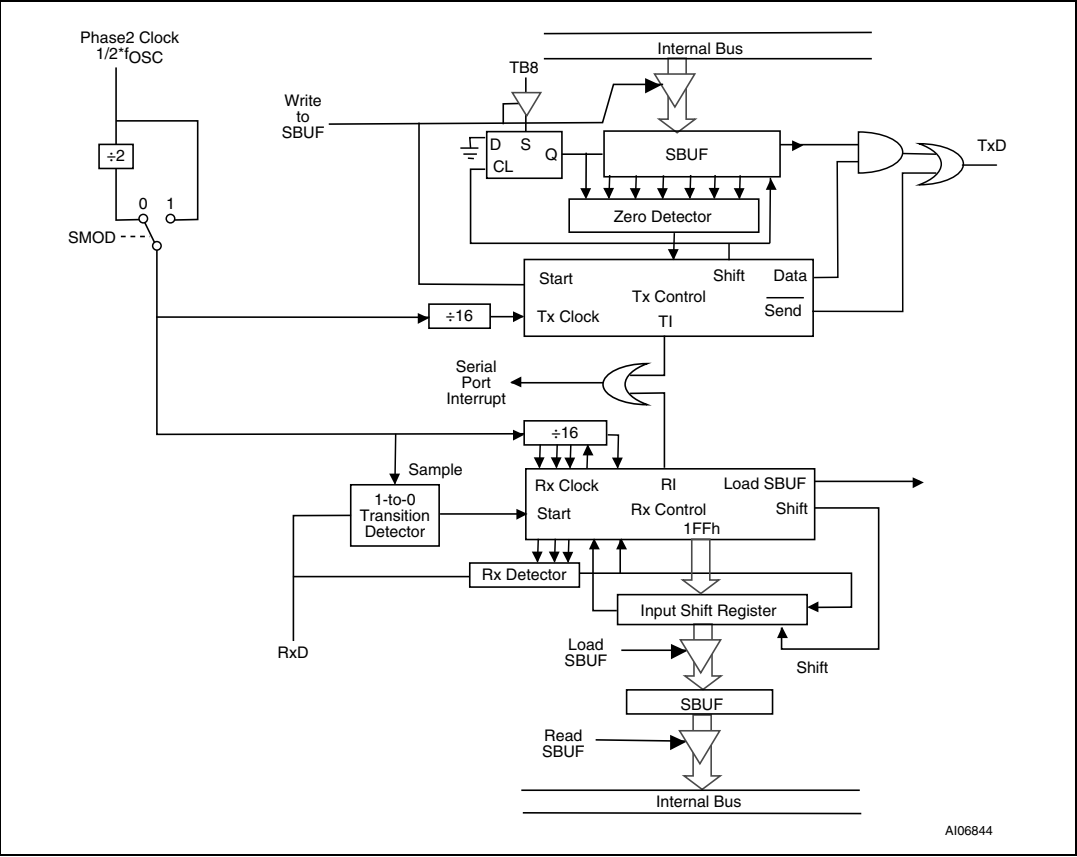 Phase2 Clock
1/2*fOSC
÷2
0 1
SMOD
Write
to
SBUF
TB8
Internal Bus
D S
Q
CL
SBUF
TxD
Zero Detector
Start
Shift
Data
Tx Control
Send
Tx Clock
TI
÷16
Serial
Port
Interrupt
÷16
Sample
1-to-0
Transition
Detector
Rx Clock
RI
Load SBUF
Start
Rx Control
Shift
1FFh
Rx Detector
Input Shift Register
RxD
Load
SBUF
Shift
SBUF
Read
SBUF
Internal Bus
AI06844